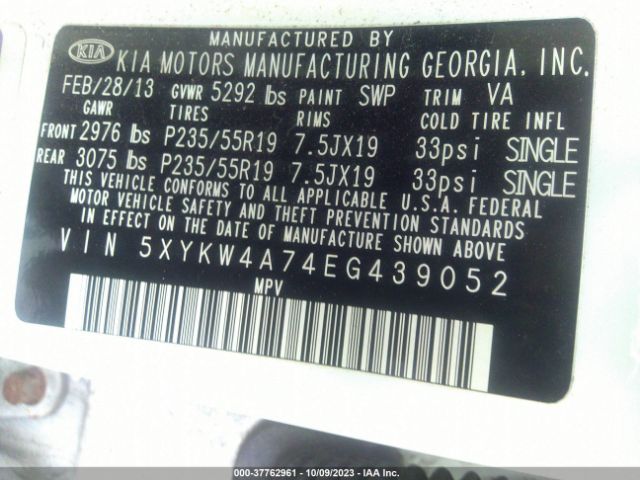 MANUFACTURED BY
KIA KIA MOTORS MANUFACTURING GEORGIA, INC.
FEB/28/13 GVWR 5292 lbs PAINT SWP TRIM VA
GAWR TIRES RIMS COLD TIRE INFL
FRONT 2976 lbs P235/55R19 7.5JX19 33psi SINGLE
REAR 3075 lbs P235/55R19 7.5JX19 33psi SINGLE
THIS VEHICLE CONFORMS TO ALL APPLICABLE U.S.A. FEDERAL
MOTOR VEHICLE SAFETY AND THEFT PREVENTION STANDARDS
IN EFFECT ON THE DATE OF MANUFACTURE SHOWN ABOVE
VIN 5XYKW4A74EG439052
MPV
000-37762961 - 10/09/2023 - IAA Inc.